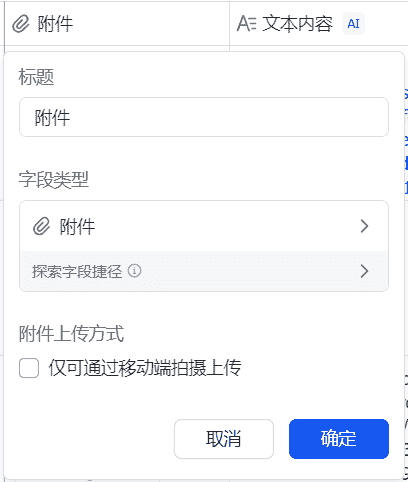 附件
文本内容 AI
标题
附件
字段类型
附件
探索字段捷径
附件上传方式
仅可通过移动端拍摄上传
取消 确定